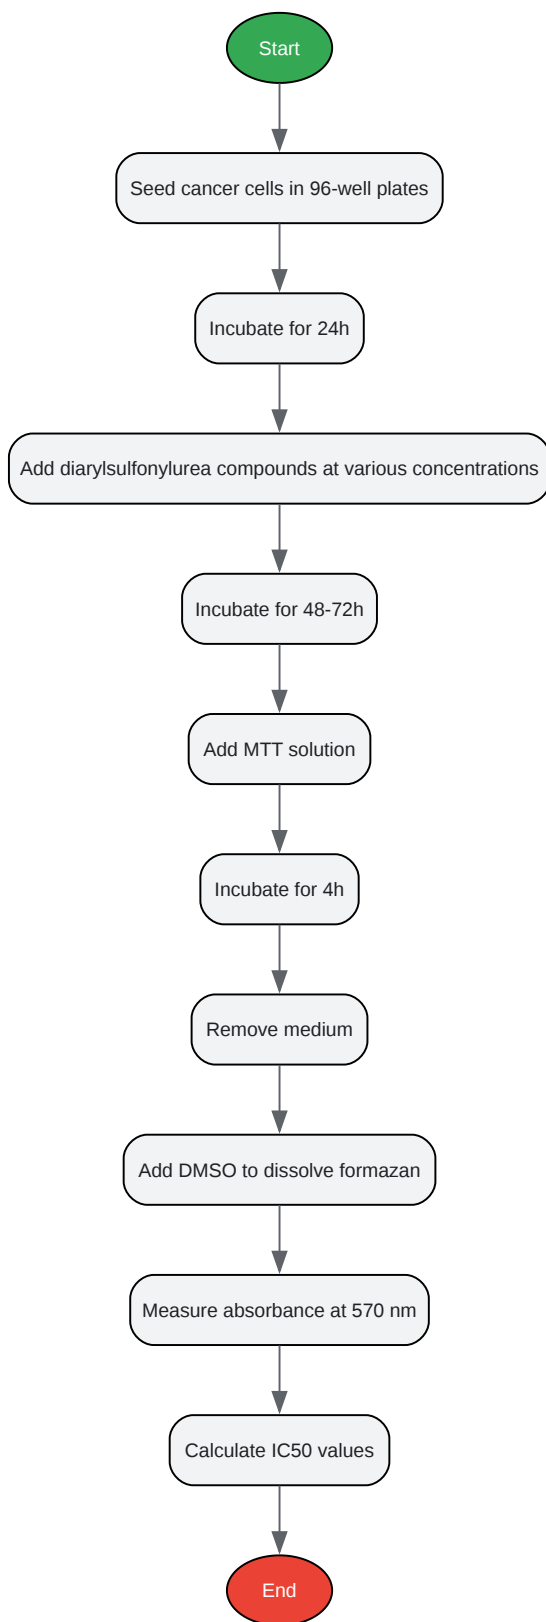 Start
Seed cancer cells in 96-well plates
Incubate for 24h
Add diarylsulfonylurea compounds at various concentrations
Incubate for 48-72h
Add MTT solution
Incubate for 4h
Remove medium
Add DMSO to dissolve formazan
Measure absorbance at 570 nm
Calculate IC50 values
End